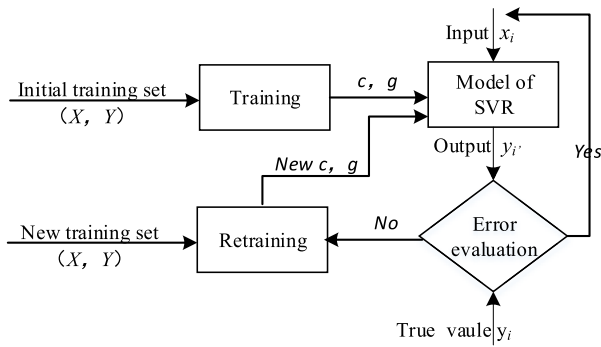 Input xᵢ
Initial training set
（X，Y）
Training
c，g
Model of
SVR
Output yᵢ'
Yes
New c，g
New training set
（X，Y）
Retraining
No
Error
evaluation
True vaule yᵢ